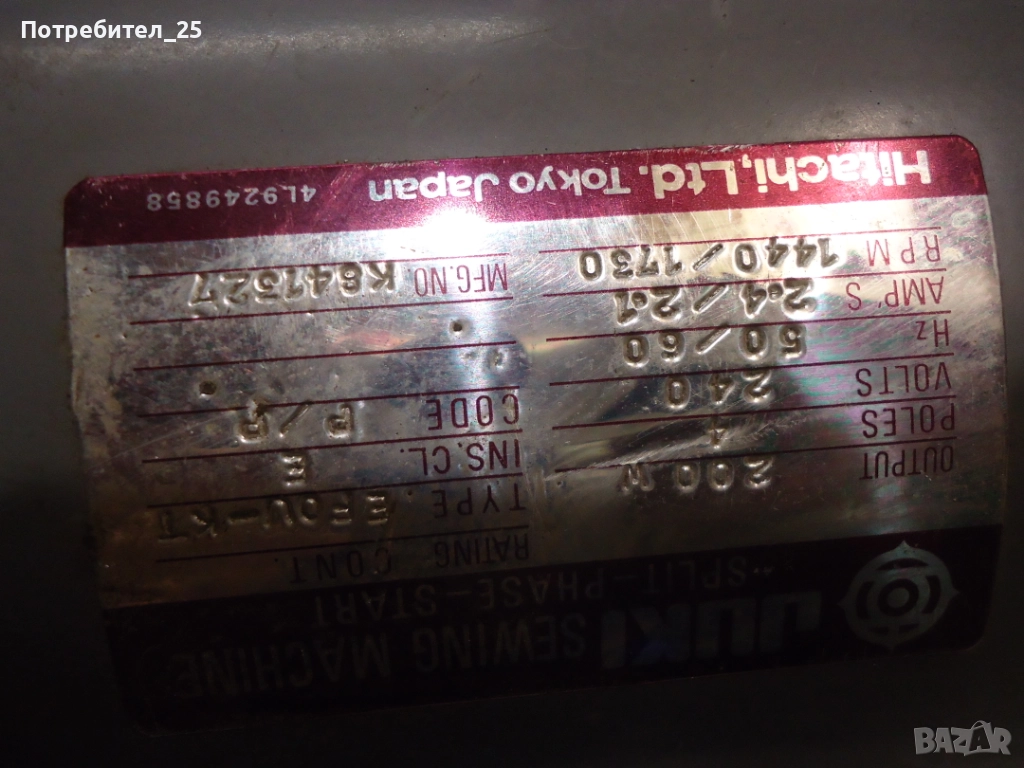 Потребител_25
JUKI SEWING MACHINE
SPLIT-PHASE-START
OUTPUT 200 W
POLES 4
VOLTS 240
Hz 50/60
AMP'S 2.4/2.1
RPM 1440/1730
RATING CONT.
TYPE EFOU-KT
INS.CL. E
CODE P/P
MFG.NO K841327
Hitachi,Ltd. Tokyo Japan 4L9249858
BAZAR